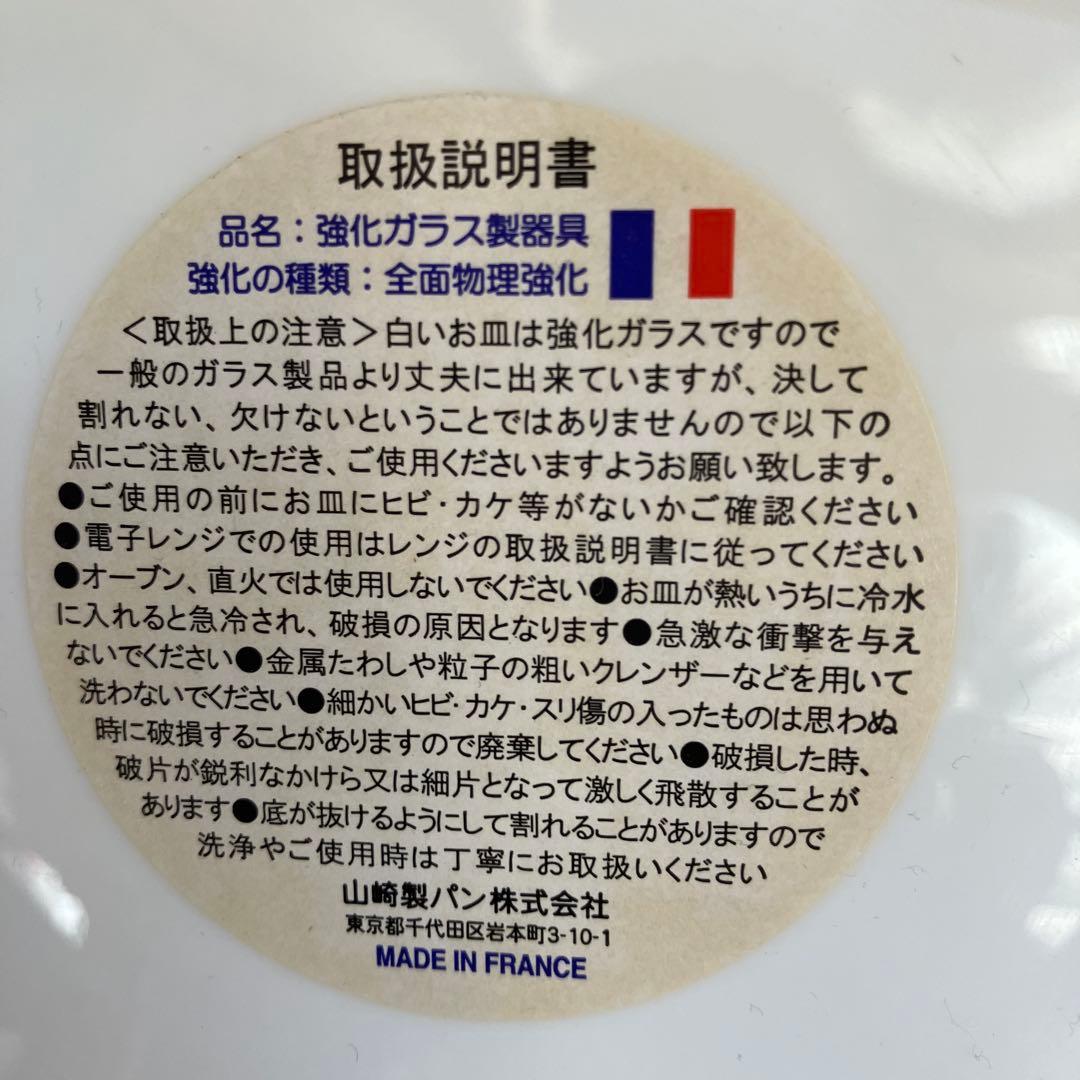 取扱説明書
品名：強化ガラス製器具
強化の種類：全面物理強化
＜取扱上の注意＞白いお皿は強化ガラスですので
一般のガラス製品より丈夫に出来ていますが、決して
割れない、欠けないということではありませんので以下の
点にご注意いただき、ご使用くださいますようお願い致します。
●ご使用の前にお皿にヒビ・カケ等がないかご確認ください
●電子レンジでの使用はレンジの取扱説明書に従ってください
●オーブン、直火では使用しないでください●お皿が熱いうちに冷水
に入れると急冷され、破損の原因となります●急激な衝撃を与え
ないでください●金属たわしや粒子の粗いクレンザーなどを用いて
洗わないでください●細かいヒビ・カケ・スリ傷の入ったものは思わぬ
時に破損することがありますので廃棄してください●破損した時、
破片が鋭利なかけら又は細片となって激しく飛散することが
あります●底が抜けるようにして割れることがありますので
洗浄やご使用時は丁寧にお取扱いください
山崎製パン株式会社
東京都千代田区岩本町3-10-1
MADE IN FRANCE